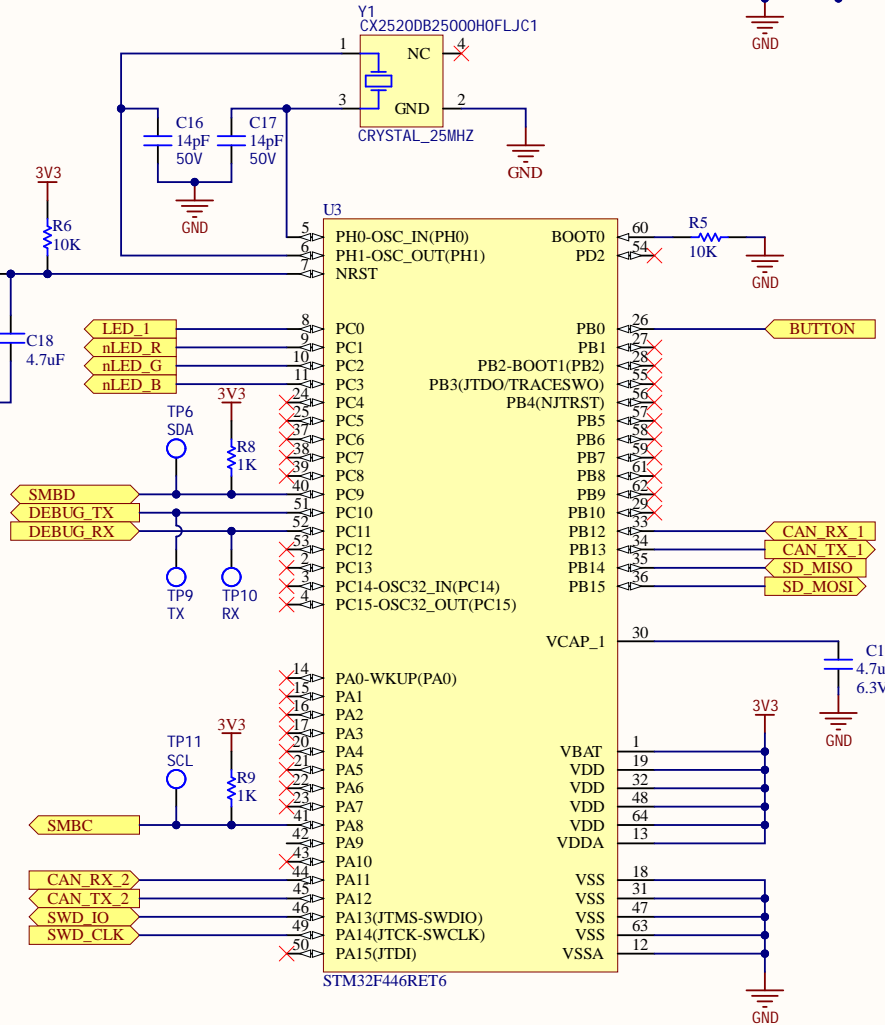 Y1
CX2520DB25000H0FLJC1
1
NC
4
3
GND
2
CRYSTAL_25MHZ
GND
GND
C16
14pF
50V
C17
14pF
50V
GND
3V3
R6
10K
C18
4.7uF
U3
5 PH0-OSC_IN(PH0)
6 PH1-OSC_OUT(PH1)
7 NRST
LED_1 8 PC0
nLED_R 9 PC1
nLED_G 10 PC2
nLED_B 11 PC3
24 PC4
25 PC5
37 PC6
38 PC7
39 PC8
SMBD 40 PC9
DEBUG_TX 51 PC10
DEBUG_RX 52 PC11
53 PC12
2 PC13
3 PC14-OSC32_IN(PC14)
4 PC15-OSC32_OUT(PC15)
TP6
SDA
3V3
R8
1K
TP9
TX
TP10
RX
14 PA0-WKUP(PA0)
15 PA1
16 PA2
17 PA3
20 PA4
21 PA5
22 PA6
23 PA7
SMBC 41 PA8
42 PA9
43 PA10
CAN_RX_2 44 PA11
CAN_TX_2 45 PA12
SWD_IO 46 PA13(JTMS-SWDIO)
SWD_CLK 49 PA14(JTCK-SWCLK)
50 PA15(JTDI)
TP11
SCL
3V3
R9
1K
BOOT0 60
PD2 54
R5
10K
GND
PB0 26 BUTTON
PB1 27
PB2-BOOT1(PB2) 28
PB3(JTDO/TRACESWO) 55
PB4(NJTRST) 56
PB5 57
PB6 58
PB7 59
PB8 61
PB9 62
PB10 29
PB12 33 CAN_RX_1
PB13 34 CAN_TX_1
PB14 35 SD_MISO
PB15 36 SD_MOSI
VCAP_1 30
C1
4.7u
6.3V
GND
3V3
VBAT 1
VDD 19
VDD 32
VDD 48
VDD 64
VDDA 13
VSS 18
VSS 31
VSS 47
VSS 63
VSSA 12
GND
STM32F446RET6